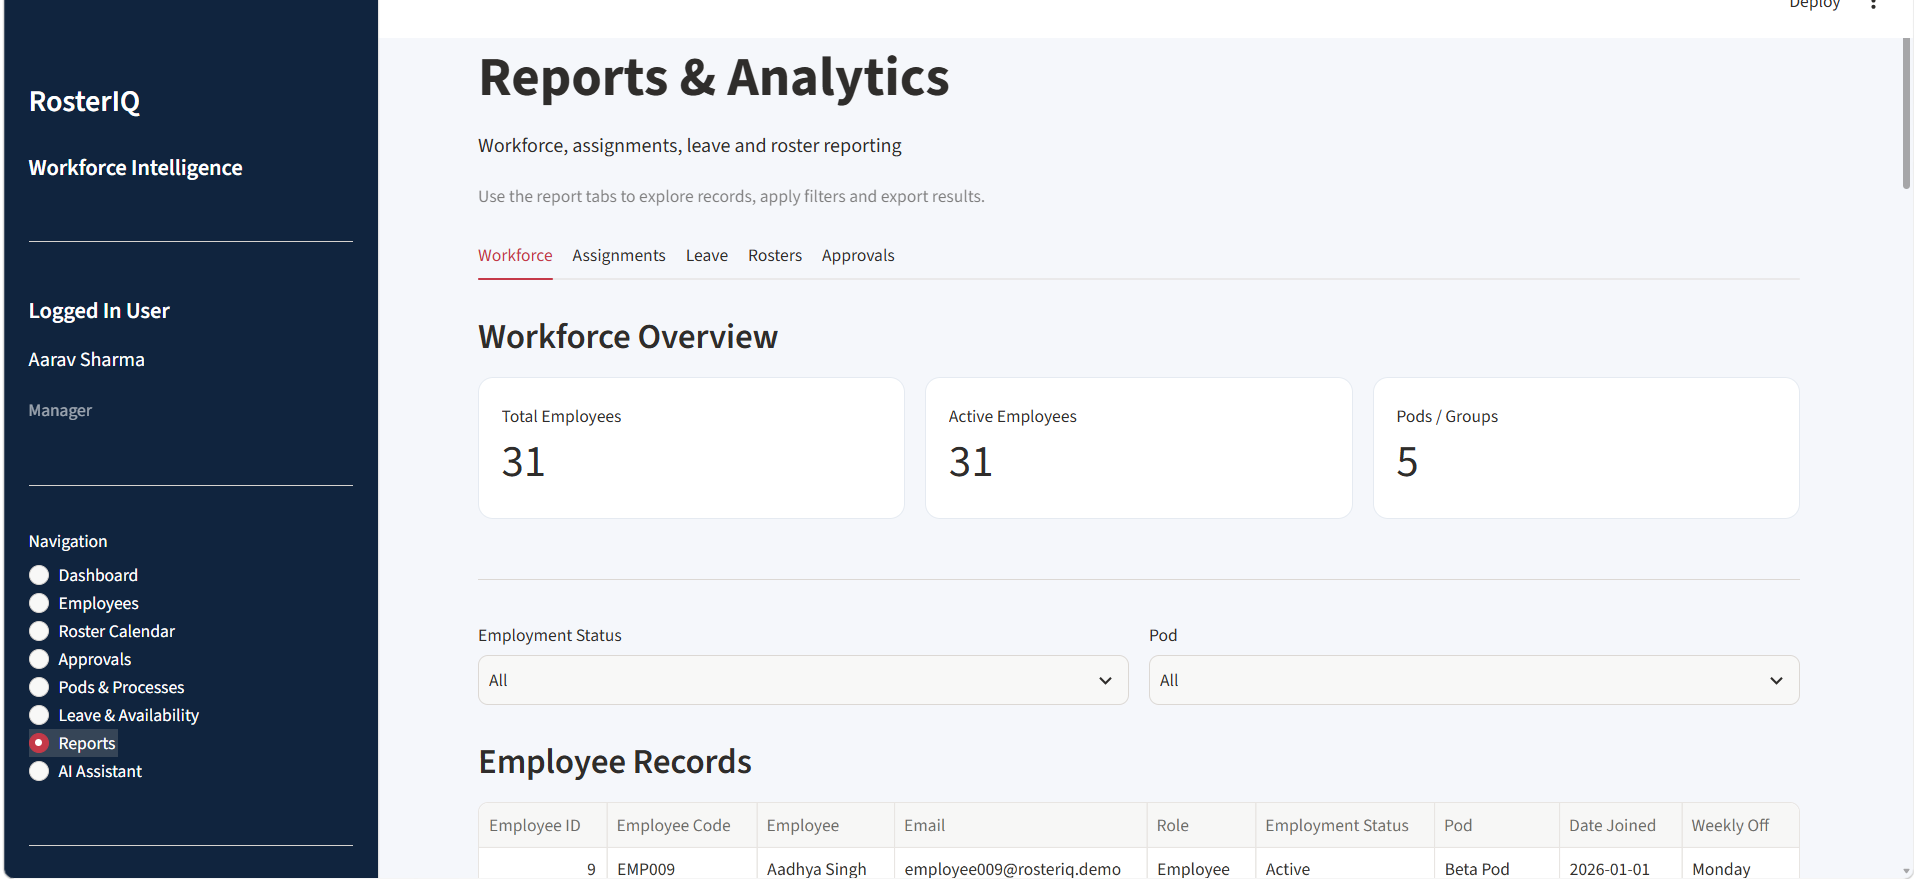 Deploy
RosterIQ
Workforce Intelligence
Logged In User
Aarav Sharma
Manager
Navigation
Dashboard
Employees
Roster Calendar
Approvals
Pods & Processes
Leave & Availability
Reports
AI Assistant
Reports & Analytics
Workforce, assignments, leave and roster reporting
Use the report tabs to explore records, apply filters and export results.
Workforce Assignments Leave Rosters Approvals
Workforce Overview
Total Employees Active Employees Pods / Groups
31 31 5
Employment Status Pod
All All
Employee Records
Employee ID Employee Code Employee Email Role Employment Status Pod Date Joined Weekly Off
9 EMP009 Aadhya Singh employee009@rosteriq.demo Employee Active Beta Pod 2026-01-01 Monday